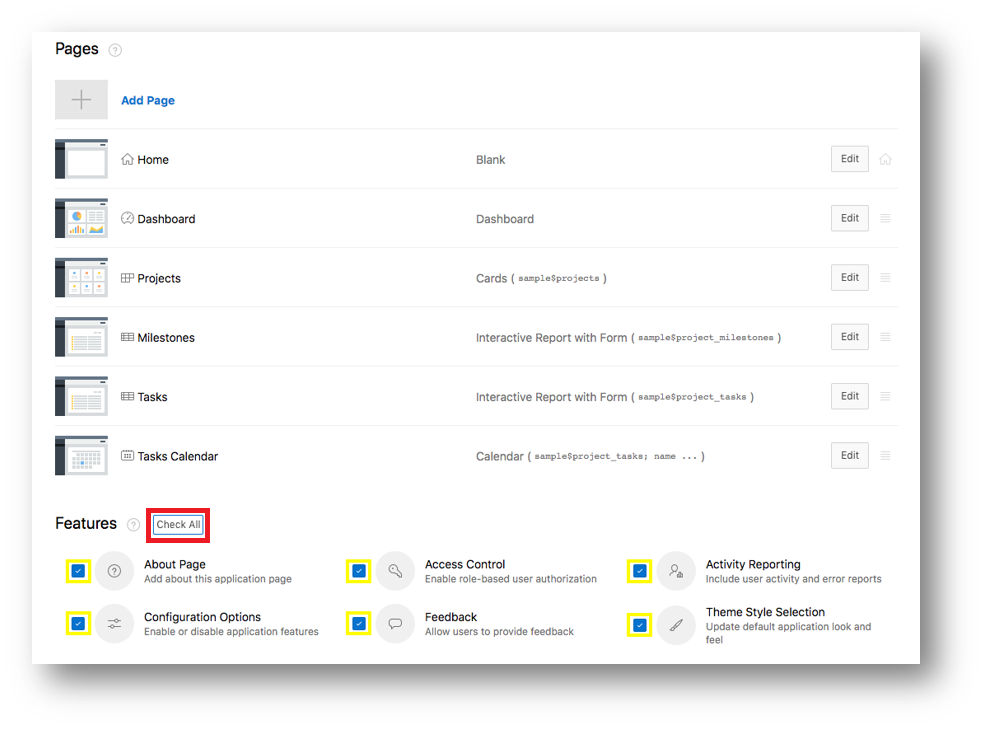 Pages ?
Add Page
Home Blank Edit
Dashboard Dashboard Edit
Projects Cards ( sample$projects ) Edit
Milestones Interactive Report with Form ( sample$project_milestones ) Edit
Tasks Interactive Report with Form ( sample$project_tasks ) Edit
Tasks Calendar Calendar ( sample$project_tasks; name ... ) Edit
Features ? Check All
? About Page
Add about this application page
Access Control
Enable role-based user authorization
Activity Reporting
Include user activity and error reports
Configuration Options
Enable or disable application features
Feedback
Allow users to provide feedback
Theme Style Selection
Update default application look and
feel